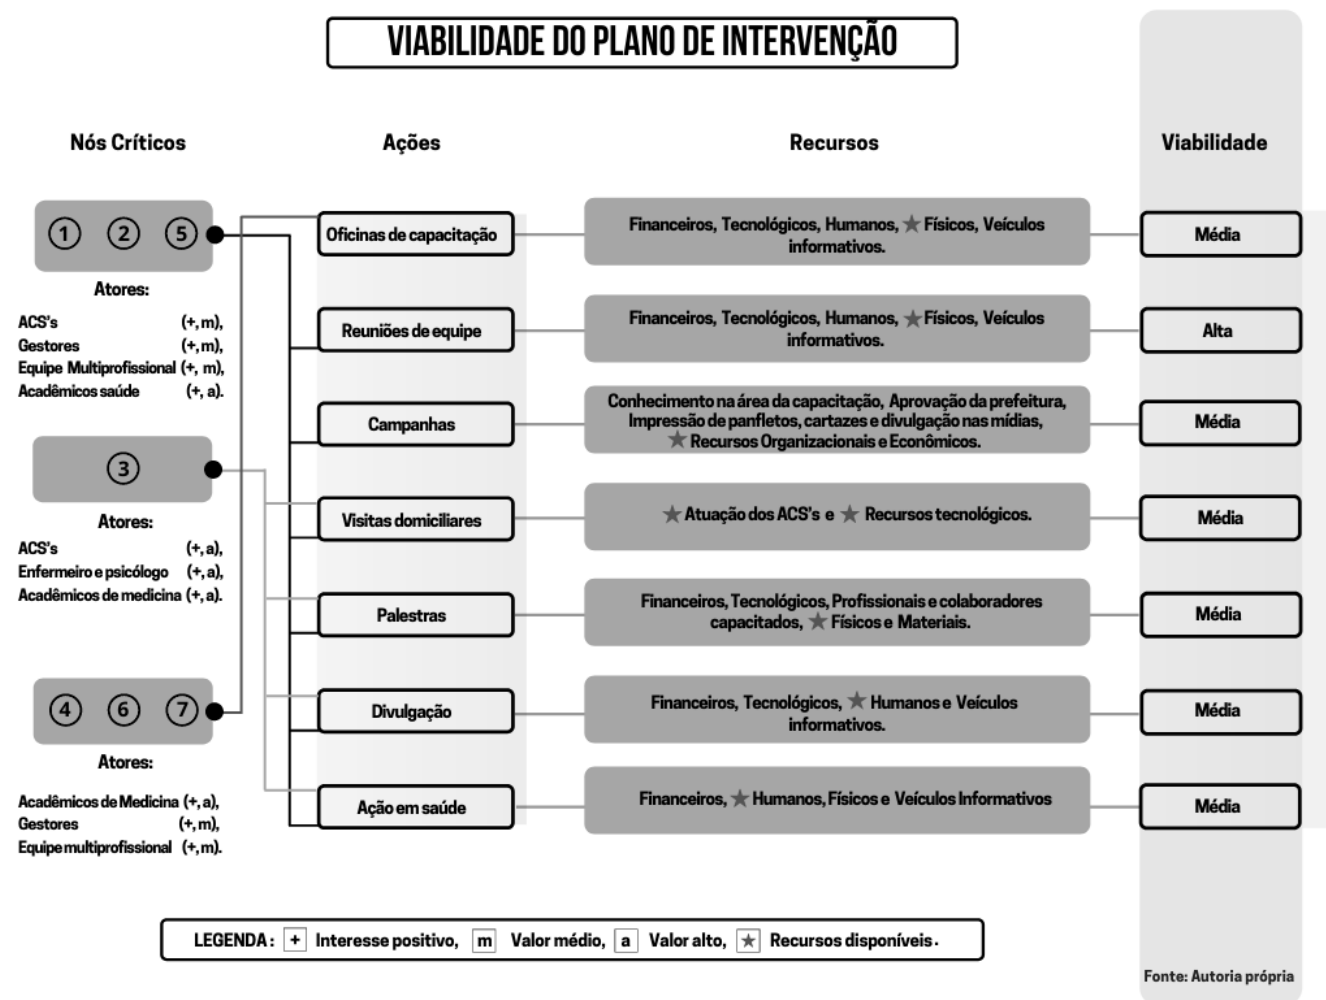 VIABILIDADE DO PLANO DE INTERVENÇÃO
Nós Críticos
Ações
Recursos
Viabilidade
1 2 5
Atores:
ACS's (+,m),
Gestores (+,m),
Equipe Multiprofissional (+, m),
Acadêmicos saúde (+, a).
3
Atores:
ACS's (+,a),
Enfermeiro e psicólogo (+,a),
Acadêmicos de medicina (+,a).
4 6 7
Atores:
Acadêmicos de Medicina (+,a),
Gestores (+,m),
Equipe multiprofissional (+,m).
Oficinas de capacitação
Financeiros, Tecnológicos, Humanos, ★ Físicos, Veículos
informativos.
Média
Reuniões de equipe
Financeiros, Tecnológicos, Humanos, ★ Físicos, Veículos
informativos.
Alta
Campanhas
Conhecimento na área da capacitação, Aprovação da prefeitura,
Impressão de panfletos, cartazes e divulgação nas mídias,
★ Recursos Organizacionais e Econômicos.
Média
Visitas domiciliares
★ Atuação dos ACS's e ★ Recursos tecnológicos.
Média
Palestras
Financeiros, Tecnológicos, Profissionais e colaboradores
capacitados, ★ Físicos e Materiais.
Média
Divulgação
Financeiros, Tecnológicos, ★ Humanos e Veículos
informativos.
Média
Ação em saúde
Financeiros, ★ Humanos, Físicos e Veículos Informativos
Média
LEGENDA: + Interesse positivo, m Valor médio, a Valor alto, ★ Recursos disponíveis.
Fonte: Autoria própria